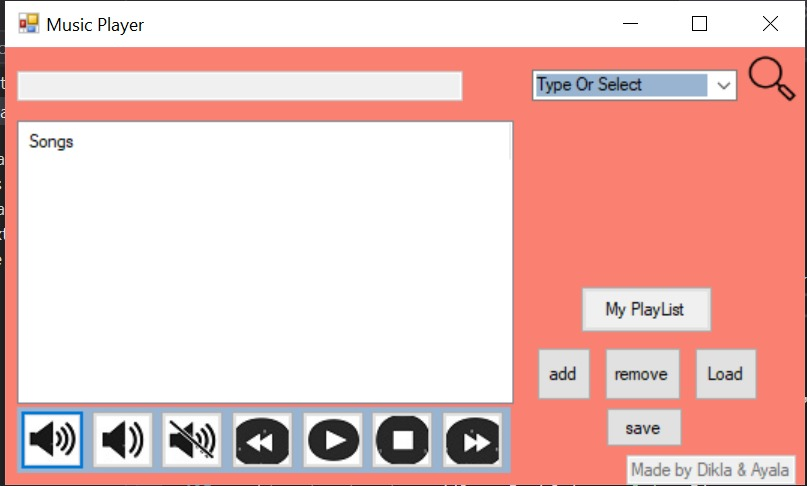 Music Player
Type Or Select
Songs
My PlayList
add
remove
Load
save
Made by Dikla & Ayala